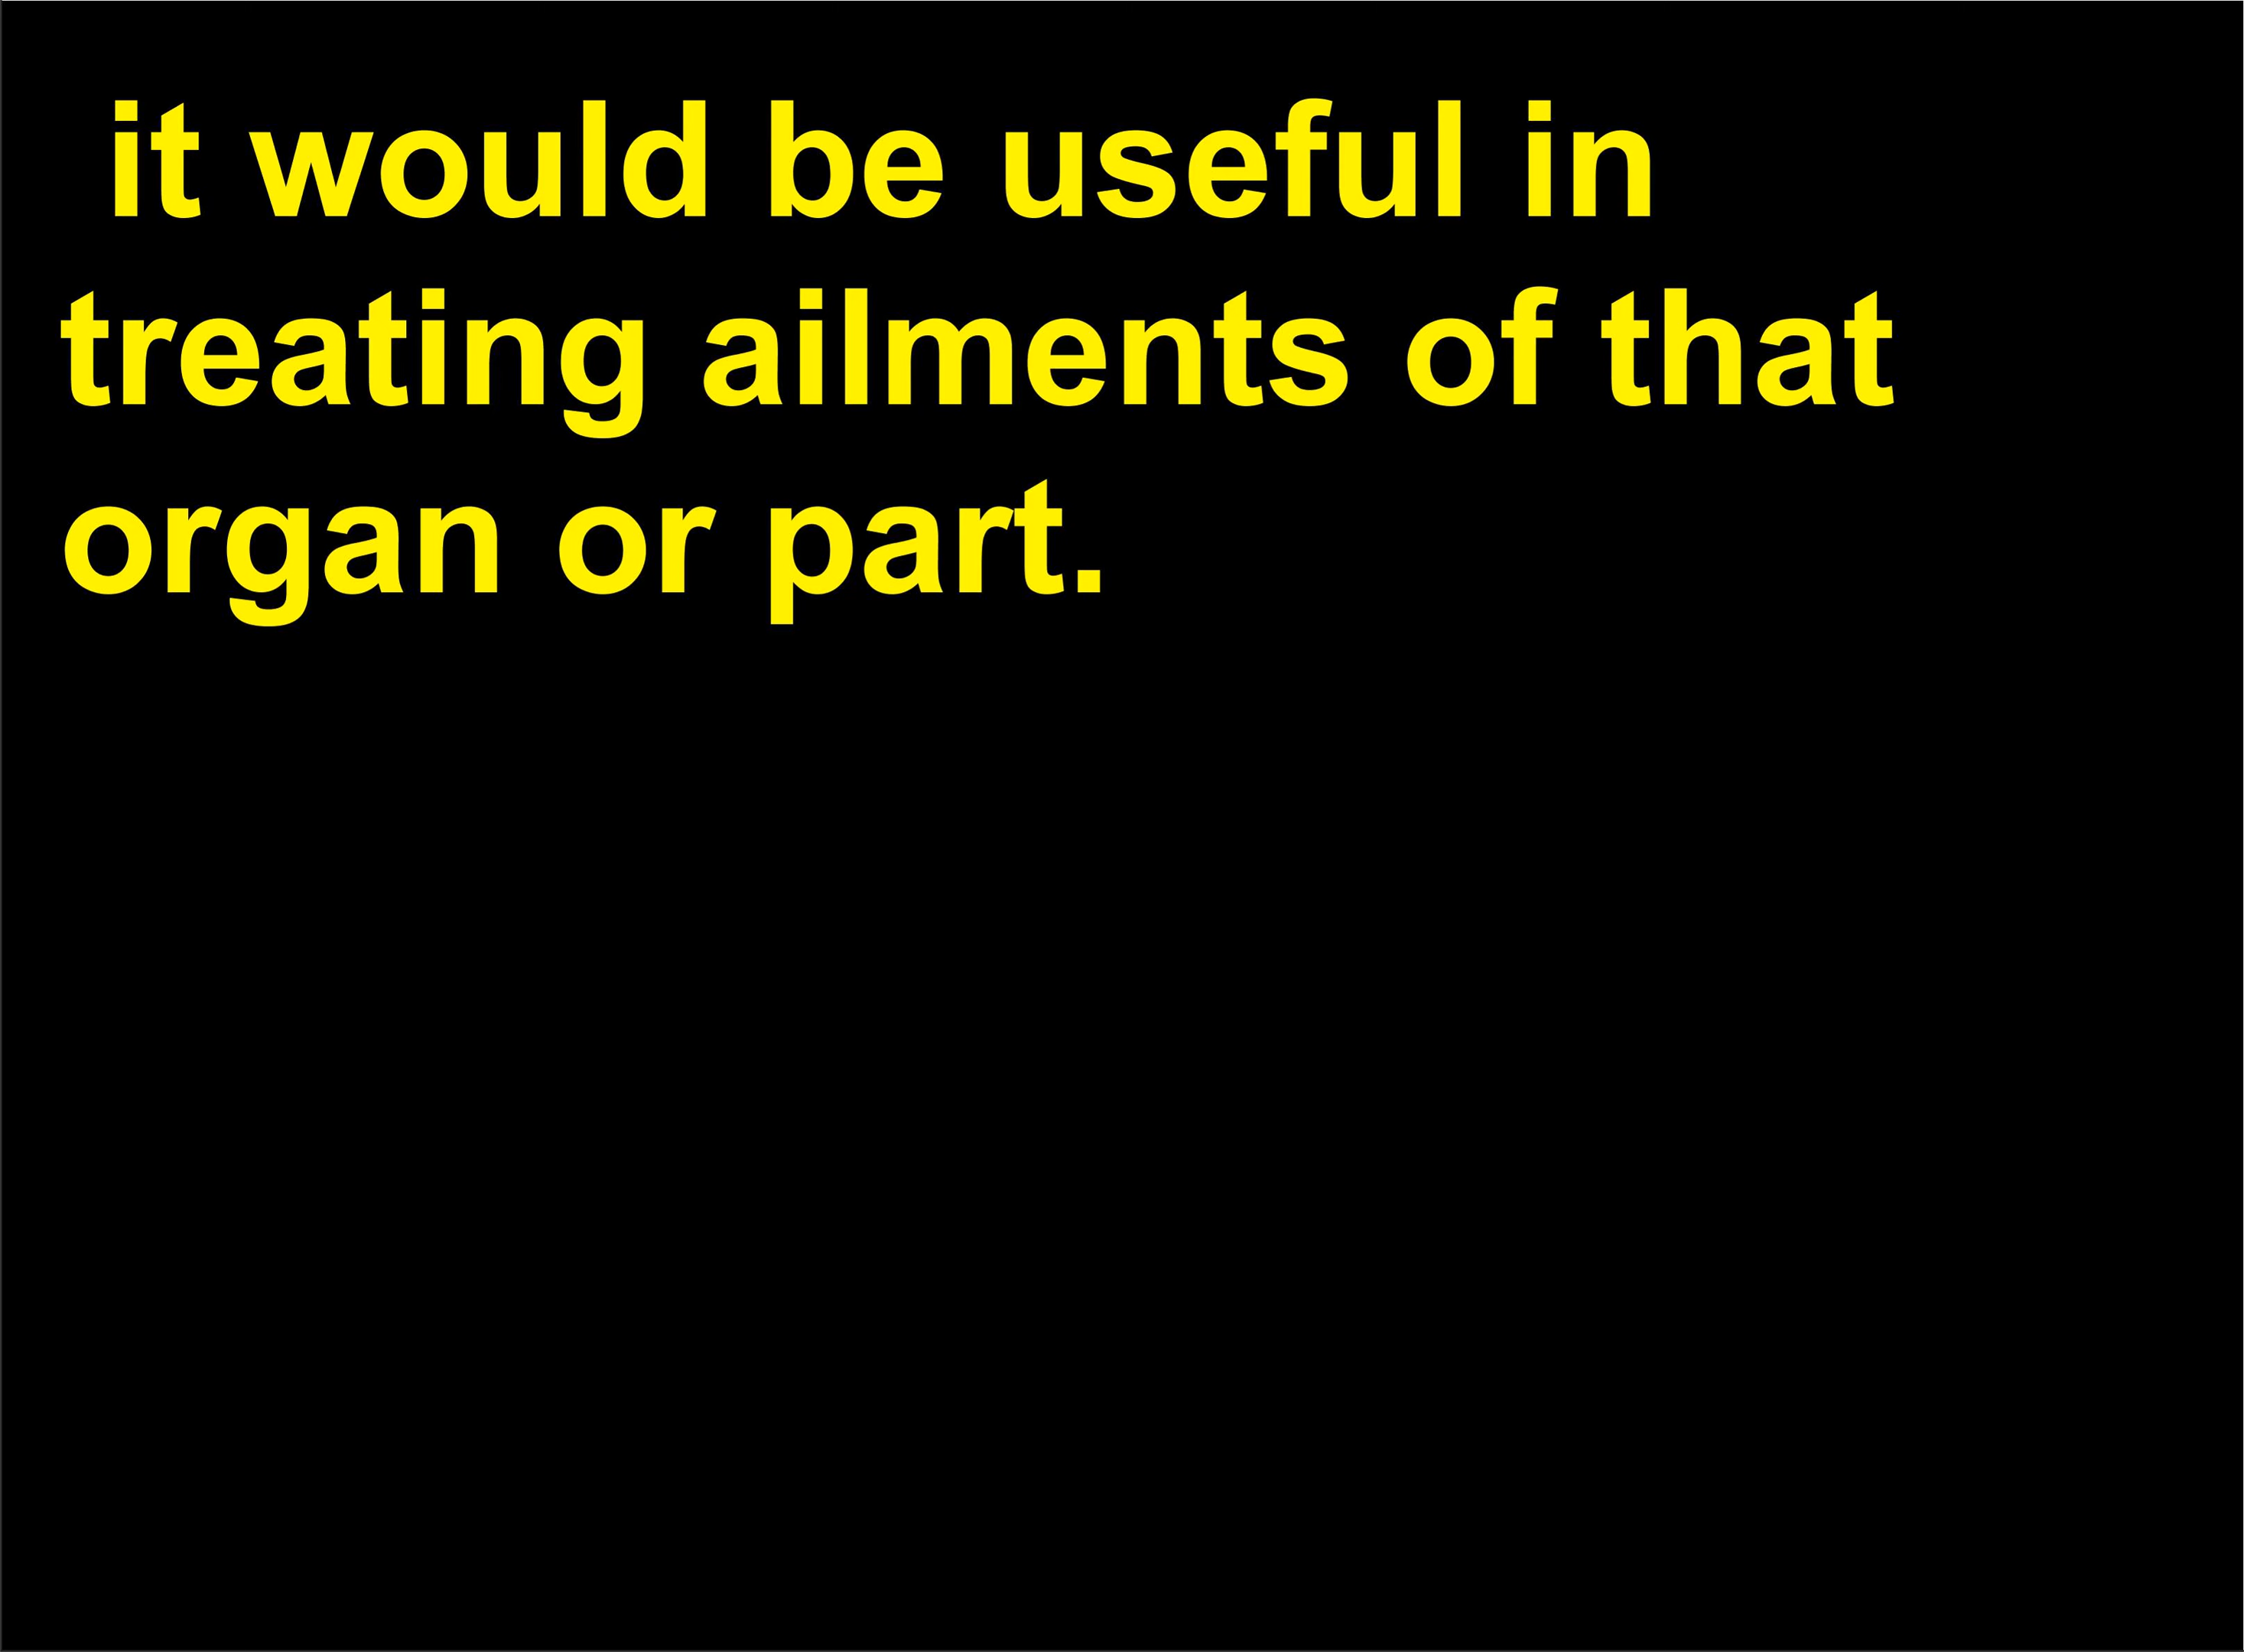 it would be useful in
treating ailments of that
organ or part.